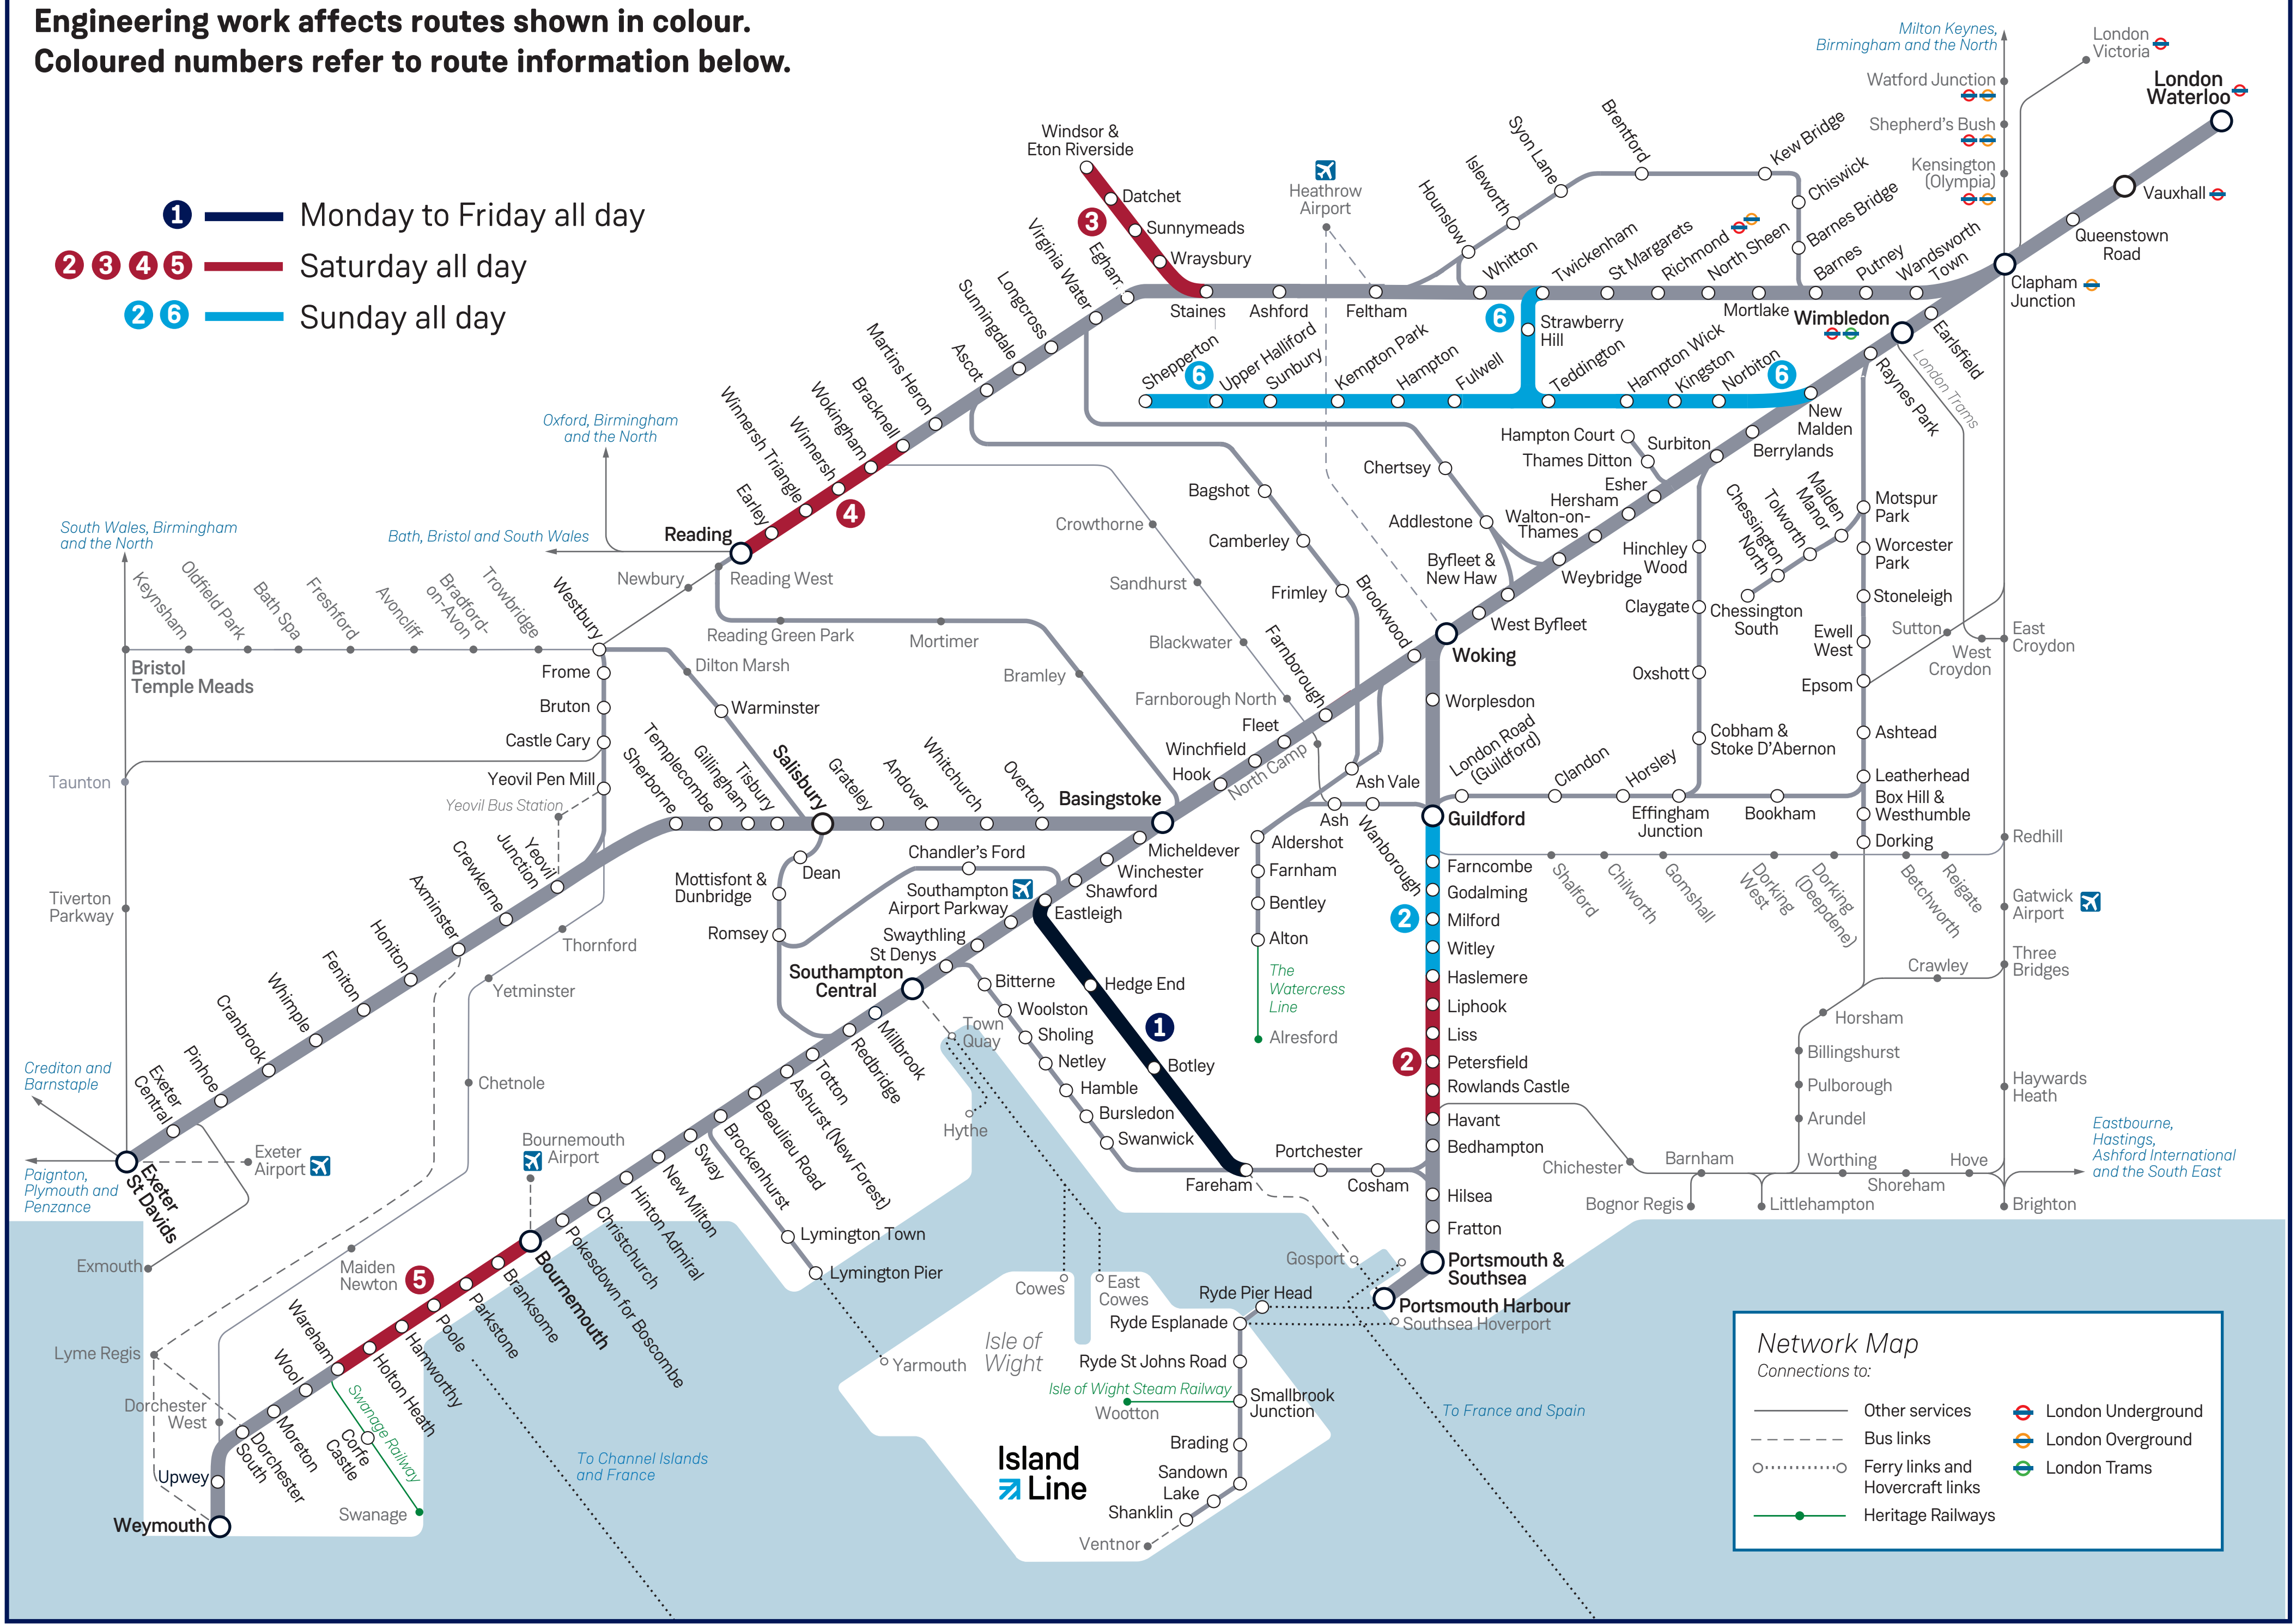 Engineering work affects routes shown in colour.
Coloured numbers refer to route information below.
1 Monday to Friday all day
2 3 4 5 Saturday all day
2 6 Sunday all day
Milton Keynes,
Birmingham and the North
London
Victoria
Watford Junction
London
Waterloo
Shepherd's Bush
Kensington
(Olympia)
Vauxhall
Queenstown
Road
Clapham
Junction
Windsor &
Eton Riverside
Datchet
3
Sunnymeads
Wraysbury
Heathrow
Airport
Hounslow
Isleworth
Syon Lane
Brentford
Kew Bridge
Chiswick
Barnes Bridge
Virginia Water
Egham
Staines
Ashford
Feltham
Whitton
Twickenham
St Margarets
Richmond
North Sheen
Mortlake
Barnes
Putney
Wandsworth
Town
Wimbledon
Earlsfield
London Trams
Raynes Park
6
Strawberry
Hill
Shepperton
6
Upper Halliford
Sunbury
Kempton Park
Hampton
Fulwell
Teddington
Hampton Wick
Kingston
Norbiton
6
New
Malden
Berrylands
Surbiton
Hampton Court
Thames Ditton
Esher
Hersham
Walton-on-
Thames
Weybridge
Byfleet &
New Haw
West Byfleet
Woking
Chertsey
Addlestone
Longcross
Sunningdale
Ascot
Martins Heron
Bracknell
Wokingham
Winnersh
Winnersh Triangle
Earley
4
Reading
Oxford, Birmingham
and the North
Bath, Bristol and South Wales
South Wales, Birmingham
and the North
Newbury
Reading West
Reading Green Park
Mortimer
Bramley
Bagshot
Camberley
Frimley
Crowthorne
Sandhurst
Blackwater
Farnborough North
North Camp
Brookwood
Farnborough
Fleet
Winchfield
Hook
Basingstoke
Keynsham
Oldfield Park
Bath Spa
Freshford
Avoncliff
Bradford-
on-Avon
Trowbridge
Westbury
Bristol
Temple Meads
Frome
Bruton
Castle Cary
Yeovil Pen Mill
Yeovil Bus Station
Dilton Marsh
Warminster
Taunton
Tiverton
Parkway
Sherborne
Templecombe
Gillingham
Tisbury
Salisbury
Grateley
Andover
Whitchurch
Overton
Yeovil
Junction
Crewkerne
Axminster
Honiton
Feniton
Whimple
Cranbrook
Pinhoe
Exeter
Central
Exeter
St Davids
Crediton and
Barnstaple
Paignton,
Plymouth and
Penzance
Exeter
Airport
Exmouth
Thornford
Yetminster
Chetnole
Maiden
Newton
Lyme Regis
Dorchester
West
Dean
Mottisfont &
Dunbridge
Romsey
Chandler's Ford
Micheldever
Winchester
Shawford
Eastleigh
Southampton
Airport Parkway
Swaythling
St Denys
Southampton
Central
Millbrook
Redbridge
Totton
Ashurst (New Forest)
Beaulieu Road
Brockenhurst
Sway
New Milton
Hinton Admiral
Christchurch
Pokesdown for Boscombe
Bournemouth
Bournemouth
Airport
Branksome
Parkstone
Poole
5
Hamworthy
Holton Heath
Wareham
Wool
Moreton
Dorchester
South
Upwey
Weymouth
Swanage Railway
Corfe
Castle
Swanage
Lymington Town
Lymington Pier
Bitterne
Woolston
Sholing
Netley
Hamble
Bursledon
Swanwick
Hedge End
1
Botley
Fareham
Portchester
Cosham
Town
Quay
Hythe
Motspur
Park
Malden
Manor
Tolworth
Chessington
North
Chessington
South
Worcester
Park
Stoneleigh
Ewell
West
Epsom
Ashtead
Leatherhead
Box Hill &
Westhumble
Dorking
Hinchley
Wood
Claygate
Oxshott
Cobham &
Stoke D'Abernon
Sutton
West
Croydon
East
Croydon
Worplesdon
London Road
(Guildford)
Clandon
Horsley
Effingham
Junction
Bookham
Guildford
Ash Vale
Ash
Wanborough
Aldershot
Farnham
Bentley
Alton
The
Watercress
Line
Alresford
Farncombe
Godalming
2
Milford
Witley
Haslemere
Liphook
Liss
2
Petersfield
Rowlands Castle
Havant
Bedhampton
Hilsea
Fratton
Portsmouth &
Southsea
Portsmouth Harbour
Southsea Hoverport
Gosport
Shalford
Chilworth
Gomshall
Dorking
West
Dorking
(Deepdene)
Betchworth
Reigate
Redhill
Gatwick
Airport
Three
Bridges
Crawley
Horsham
Billingshurst
Pulborough
Arundel
Haywards
Heath
Eastbourne,
Hastings,
Ashford International
and the South East
Chichester
Barnham
Worthing
Shoreham
Hove
Bognor Regis
Littlehampton
Brighton
Cowes
East
Cowes
Yarmouth
Isle of
Wight
Ryde Pier Head
Ryde Esplanade
Ryde St Johns Road
Isle of Wight Steam Railway
Wootton
Smallbrook
Junction
Brading
Sandown
Lake
Shanklin
Ventnor
Island
Line
To Channel Islands
and France
To France and Spain
Network Map
Connections to:
Other services
Bus links
Ferry links and
Hovercraft links
Heritage Railways
London Underground
London Overground
London Trams